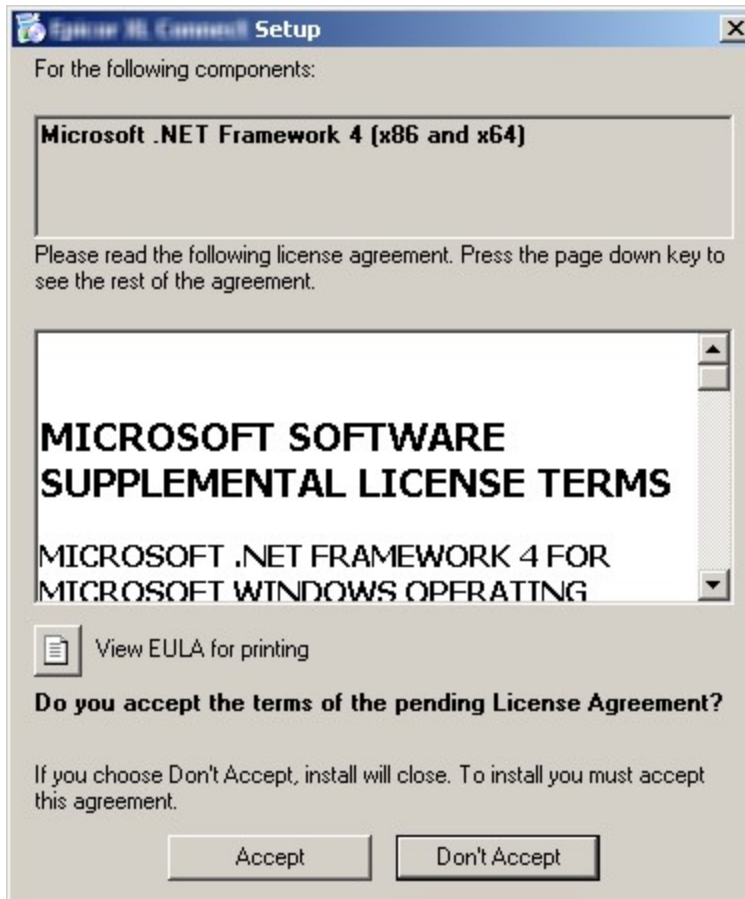 Setup
For the following components:
Microsoft .NET Framework 4 (x86 and x64)
Please read the following license agreement. Press the page down key to
see the rest of the agreement.
MICROSOFT SOFTWARE
SUPPLEMENTAL LICENSE TERMS
MICROSOFT .NET FRAMEWORK 4 FOR
MICROSOFT WINDOWS OPERATING
View EULA for printing
Do you accept the terms of the pending License Agreement?
If you choose Don't Accept, install will close. To install you must accept
this agreement.
Accept
Don't Accept